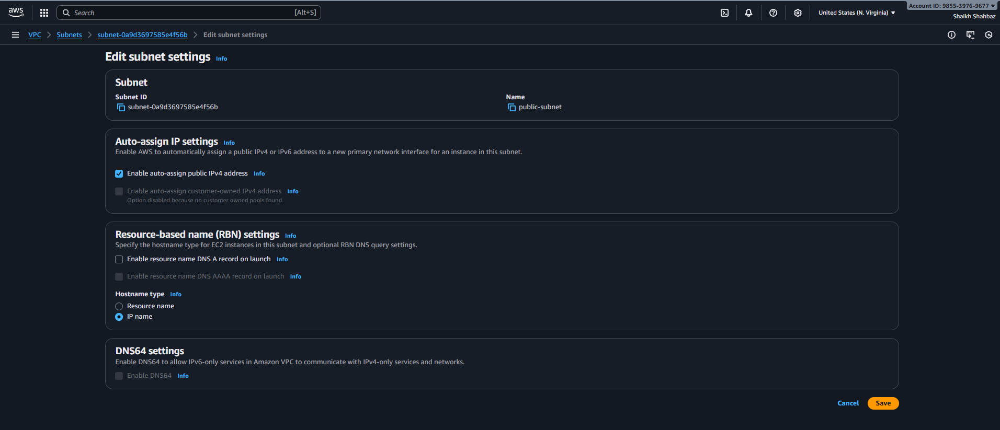 aws
Search
[Alt+S]
United States (N. Virginia)
Account ID: 9855-3976-9677
Shaikh Shahbaz
VPC
Subnets
subnet-0a9d3697585e4f56b
Edit subnet settings
Edit subnet settings Info
Subnet
Subnet ID
subnet-0a9d3697585e4f56b
Name
public-subnet
Auto-assign IP settings Info
Enable AWS to automatically assign a public IPv4 or IPv6 address to a new primary network interface for an instance in this subnet.
Enable auto-assign public IPv4 address Info
Enable auto-assign customer-owned IPv4 address Info
Option disabled because no customer owned pools found.
Resource-based name (RBN) settings Info
Specify the hostname type for EC2 instances in this subnet and optional RBN DNS query settings.
Enable resource name DNS A record on launch Info
Enable resource name DNS AAAA record on launch Info
Hostname type Info
Resource name
IP name
DNS64 settings
Enable DNS64 to allow IPv6-only services in Amazon VPC to communicate with IPv4-only services and networks.
Enable DNS64 Info
Cancel
Save